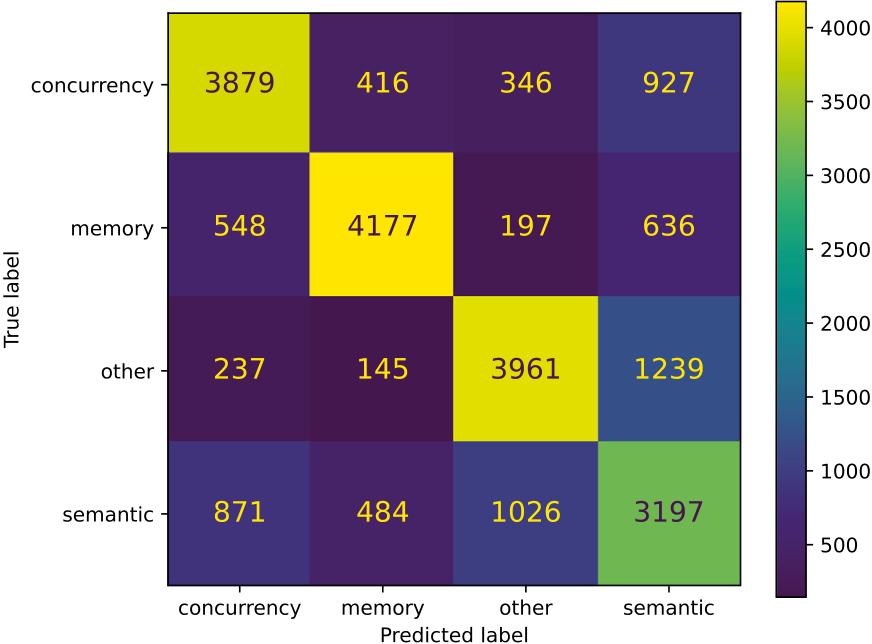 concurrency 3879 416 346 927
memory 548 4177 197 636
other 237 145 3961 1239
semantic 871 484 1026 3197
concurrency memory other semantic
Predicted label
True label
4000
3500
3000
2500
2000
1500
1000
500